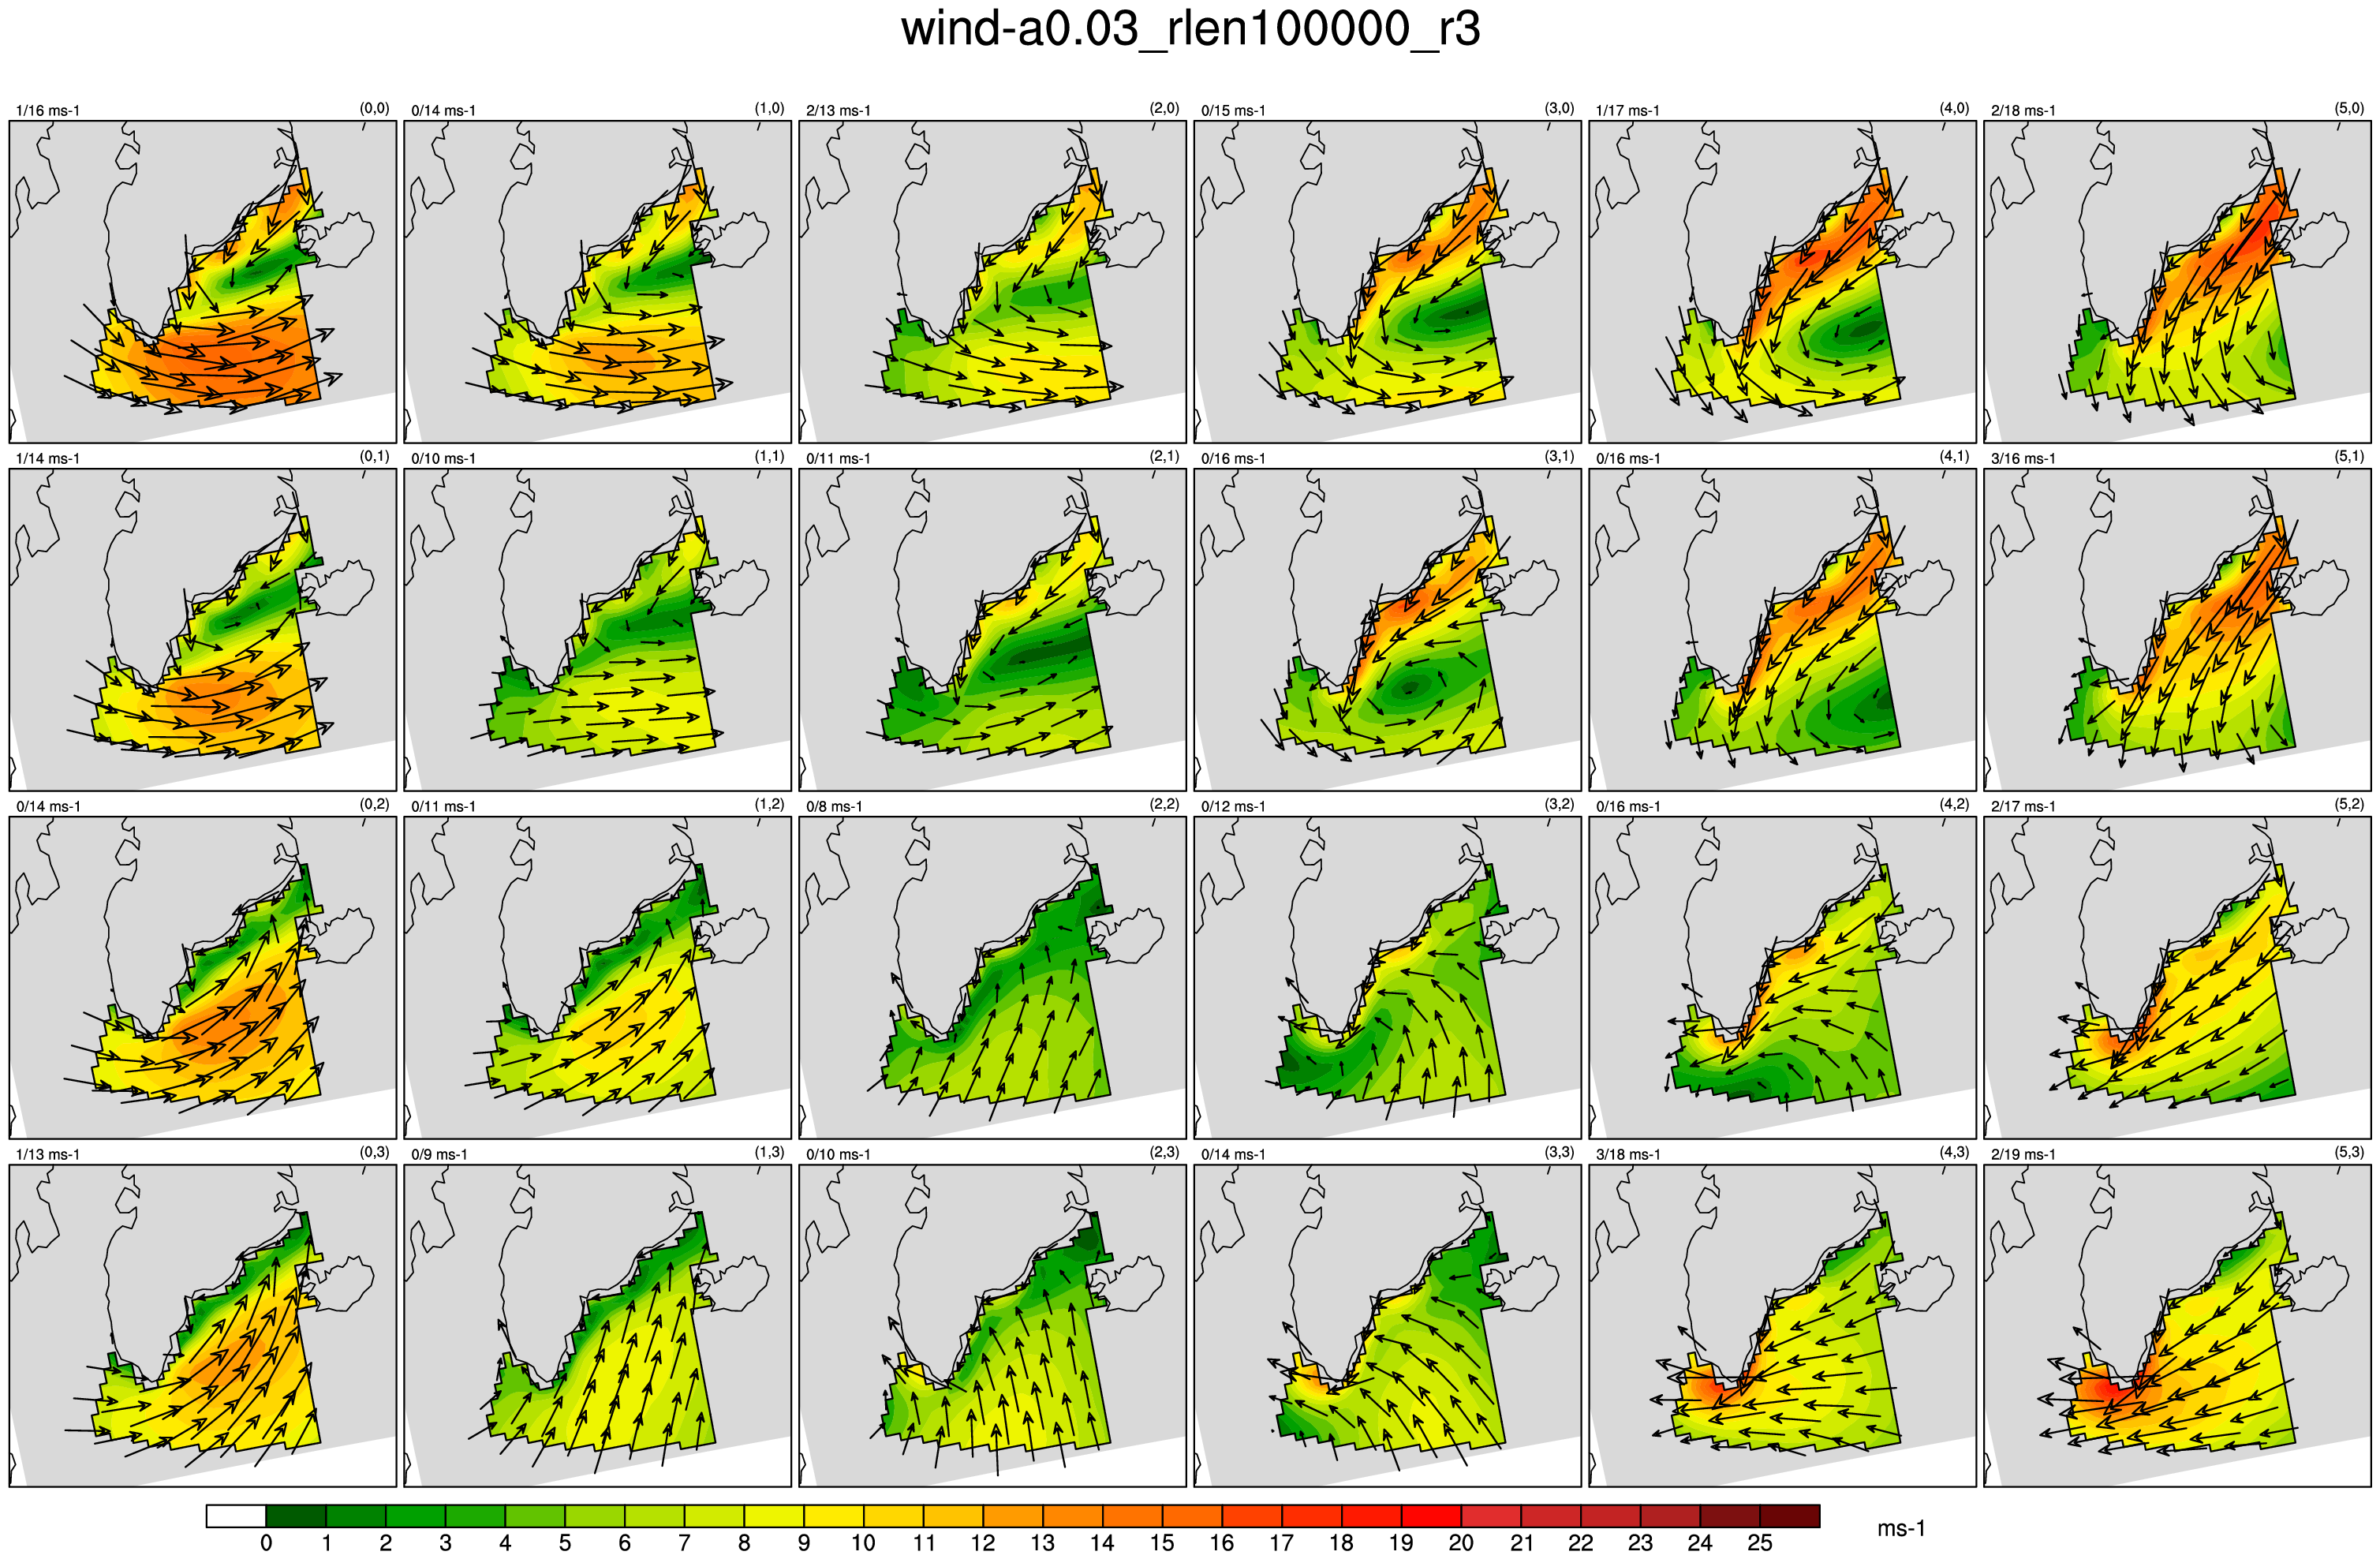 wind-a0.03_rlen100000_r3
1/16 ms-1 (0,0) 0/14 ms-1 (1,0) 2/13 ms-1 (2,0) 0/15 ms-1 (3,0) 1/17 ms-1 (4,0) 2/18 ms-1 (5,0)
1/14 ms-1 (0,1) 0/10 ms-1 (1,1) 0/11 ms-1 (2,1) 0/16 ms-1 (3,1) 0/16 ms-1 (4,1) 3/16 ms-1 (5,1)
0/14 ms-1 (0,2) 0/11 ms-1 (1,2) 0/8 ms-1 (2,2) 0/12 ms-1 (3,2) 0/16 ms-1 (4,2) 2/17 ms-1 (5,2)
1/13 ms-1 (0,3) 0/9 ms-1 (1,3) 0/10 ms-1 (2,3) 0/14 ms-1 (3,3) 3/18 ms-1 (4,3) 2/19 ms-1 (5,3)
0 1 2 3 4 5 6 7 8 9 10 11 12 13 14 15 16 17 18 19 20 21 22 23 24 25 ms-1